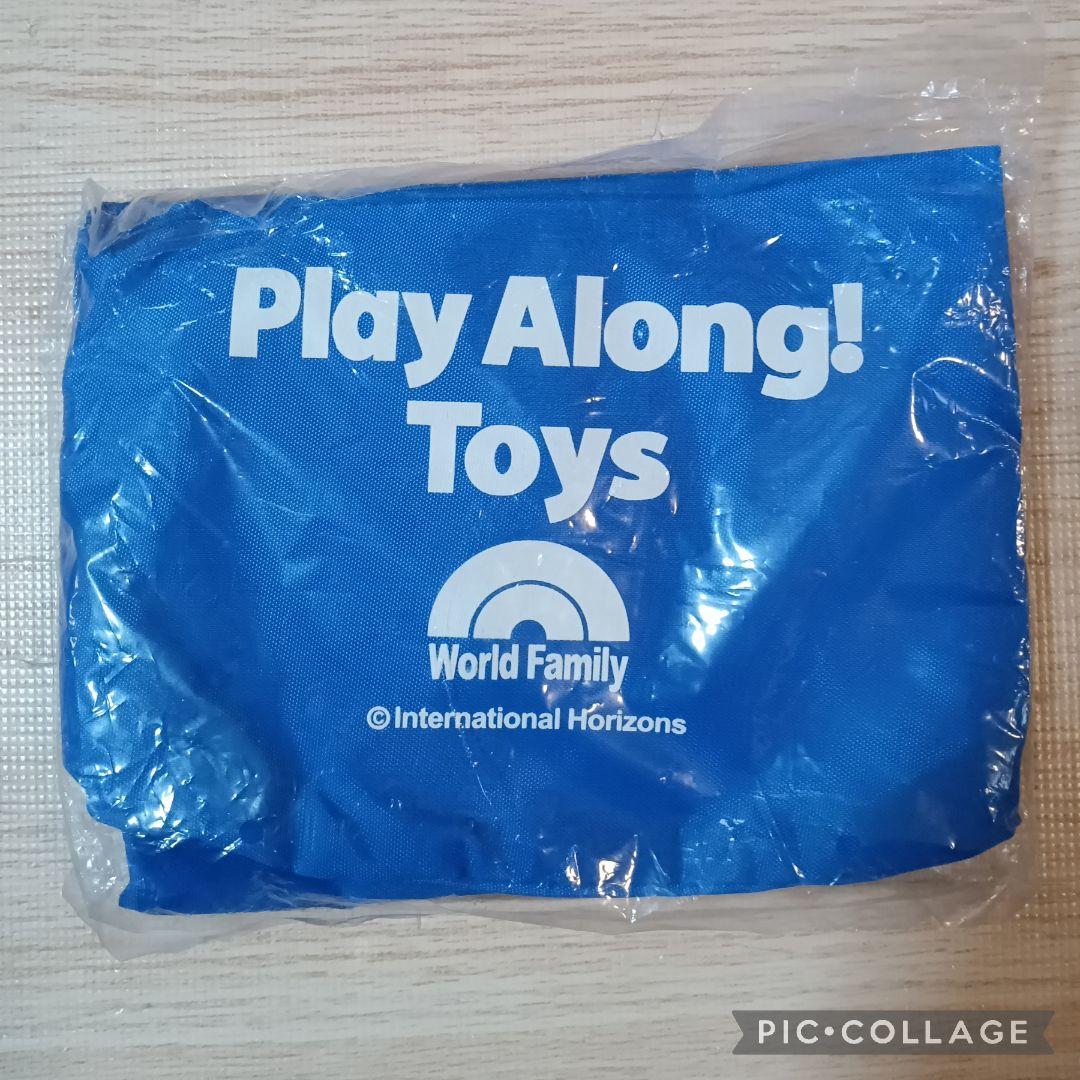 Play Along!
Toys
World Family
© International Horizons
PIC•COLLAGE